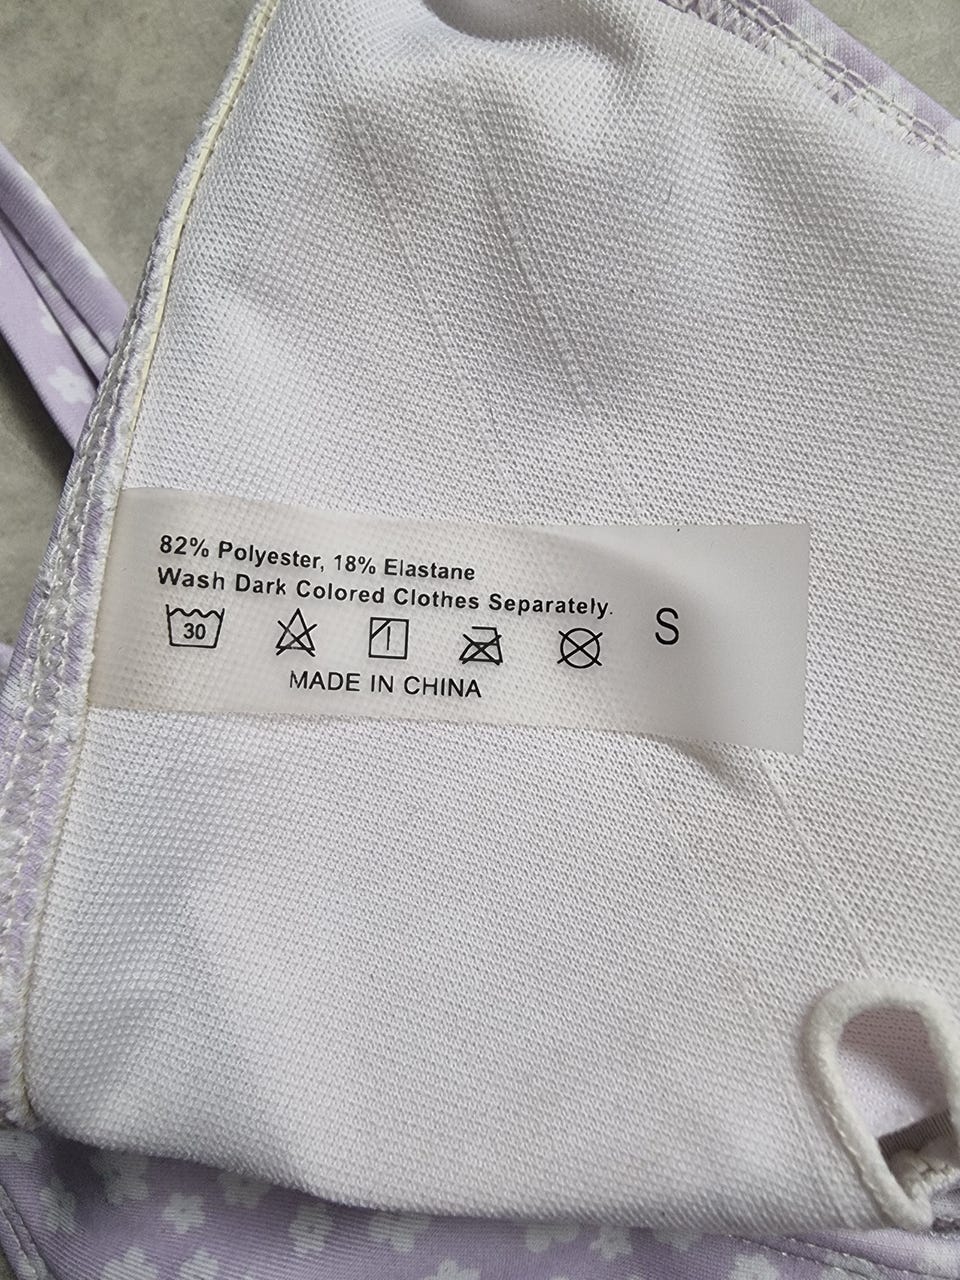 82% Polyester, 18% Elastane
Wash Dark Colored Clothes Separately.
30
S
MADE IN CHINA